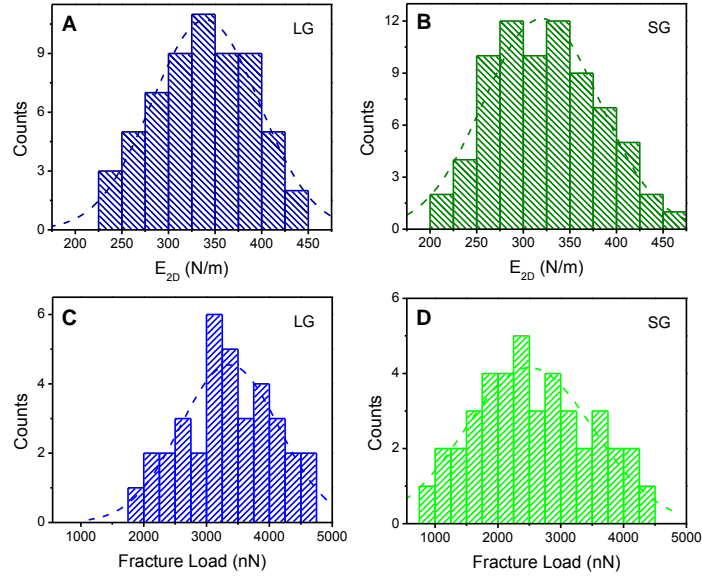 A LG
Counts
0 3 6 9
200 250 300 350 400 450
E2D (N/m)
B SG
Counts
0 3 6 9 12
200 250 300 350 400 450
E2D (N/m)
C LG
Counts
0 2 4 6
1000 2000 3000 4000 5000
Fracture Load (nN)
D SG
Counts
0 2 4 6
1000 2000 3000 4000 5000
Fracture Load (nN)